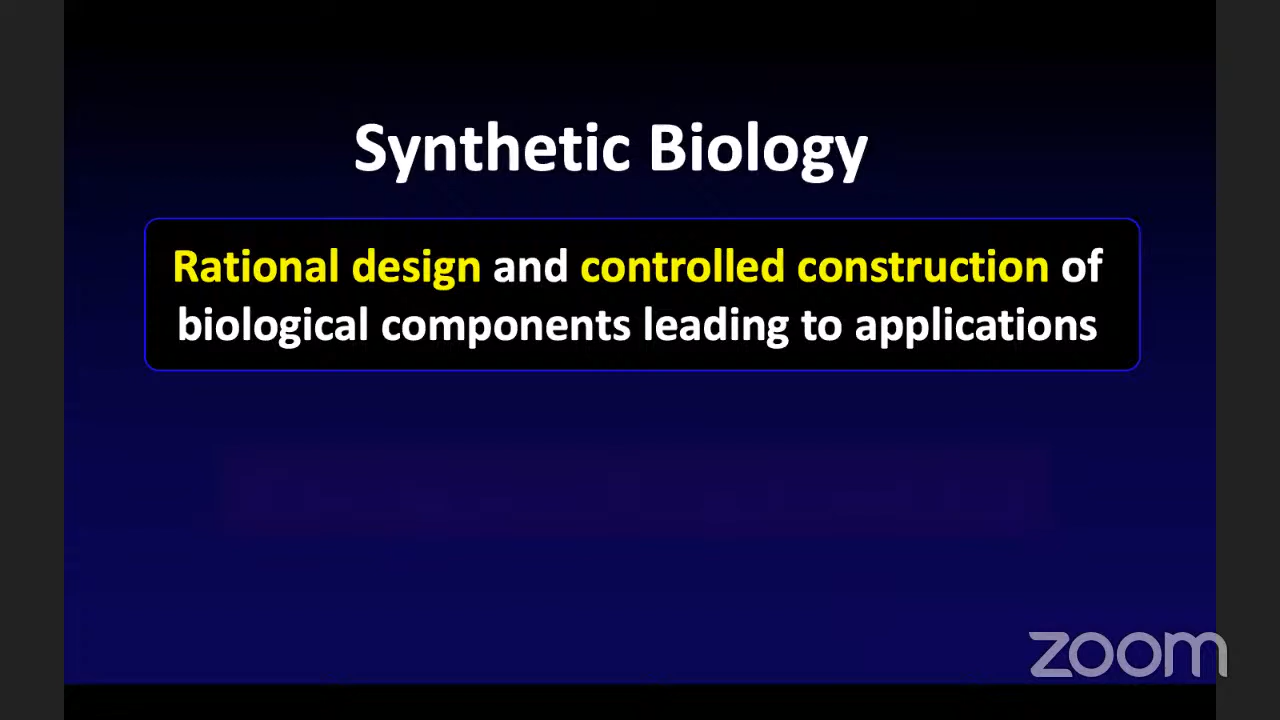 Synthetic Biology
Rational design and controlled construction of
biological components leading to applications
zoom